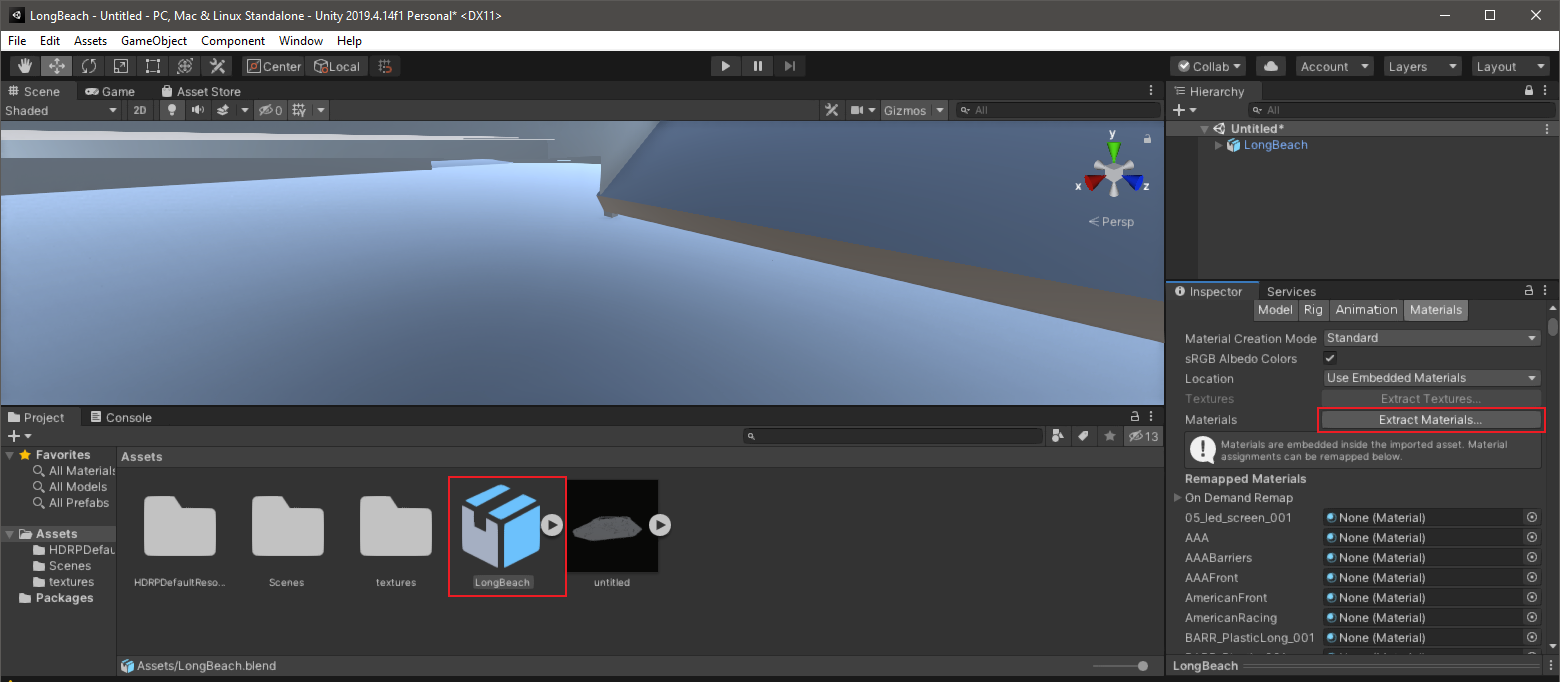 LongBeach - Untitled - PC, Mac & Linux Standalone - Unity 2019.4.14f1 Personal* <DX11>
File Edit Assets GameObject Component Window Help
Center Local Collab Account Layers Layout
Scene Game Asset Store
Shaded 2D 0 Gizmos All
y
x z
Persp
Hierarchy
All
Untitled*
LongBeach
Inspector Services
Model Rig Animation Materials
Material Creation Mode Standard
sRGB Albedo Colors
Location Use Embedded Materials
Textures Extract Textures...
Materials Extract Materials...
Materials are embedded inside the imported asset. Material
assignments can be remapped below.
Remapped Materials
On Demand Remap
05_led_screen_001 None (Material)
AAA None (Material)
AAABarriers None (Material)
AAAFront None (Material)
AmericanFront None (Material)
AmericanRacing None (Material)
BARR_PlasticLong_001 None (Material)
LongBeach
Project Console
13
Favorites
All Materials
All Models
All Prefabs
Assets
HDRPDefau
Scenes
textures
Packages
Assets
HDRPDefaultReso... Scenes textures LongBeach untitled
Assets/LongBeach.blend